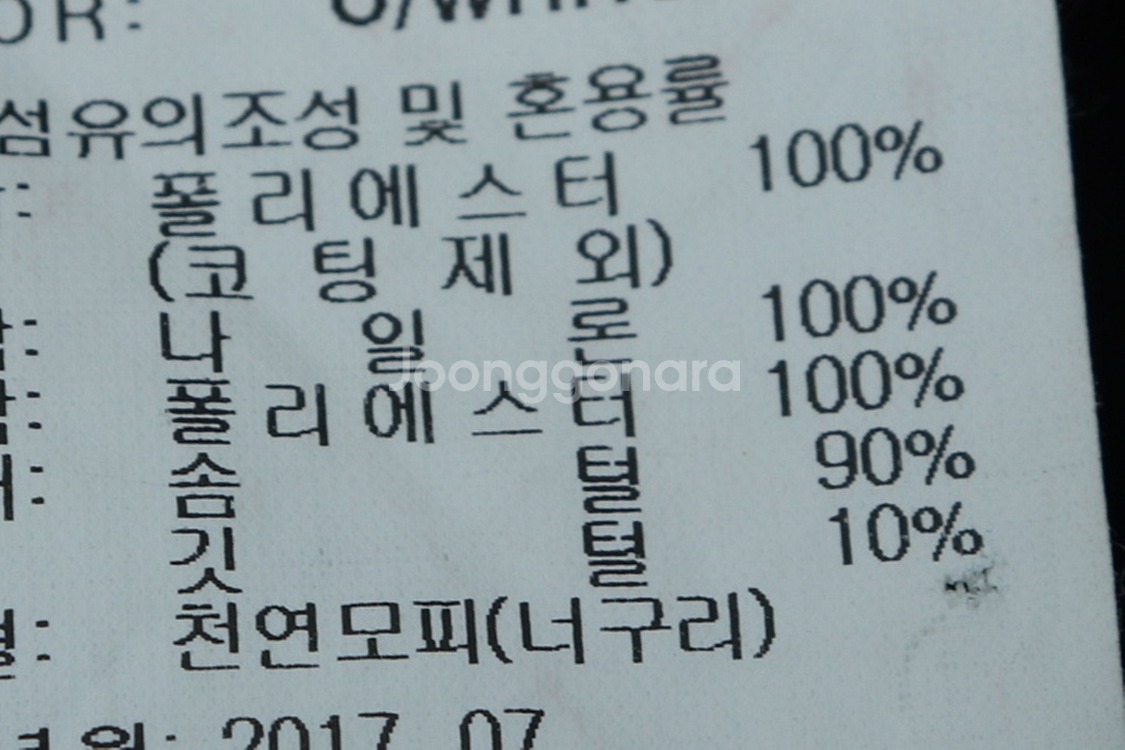 OR:
섬유의조성 및 혼용률
: 폴리에스터 100%
(코팅제외)
: 나일론 100%
: 폴리에스터 100%
: 솜털 90%
깃털 10%
: 천연모피(너구리)
월: 2017 07
Joonggonara